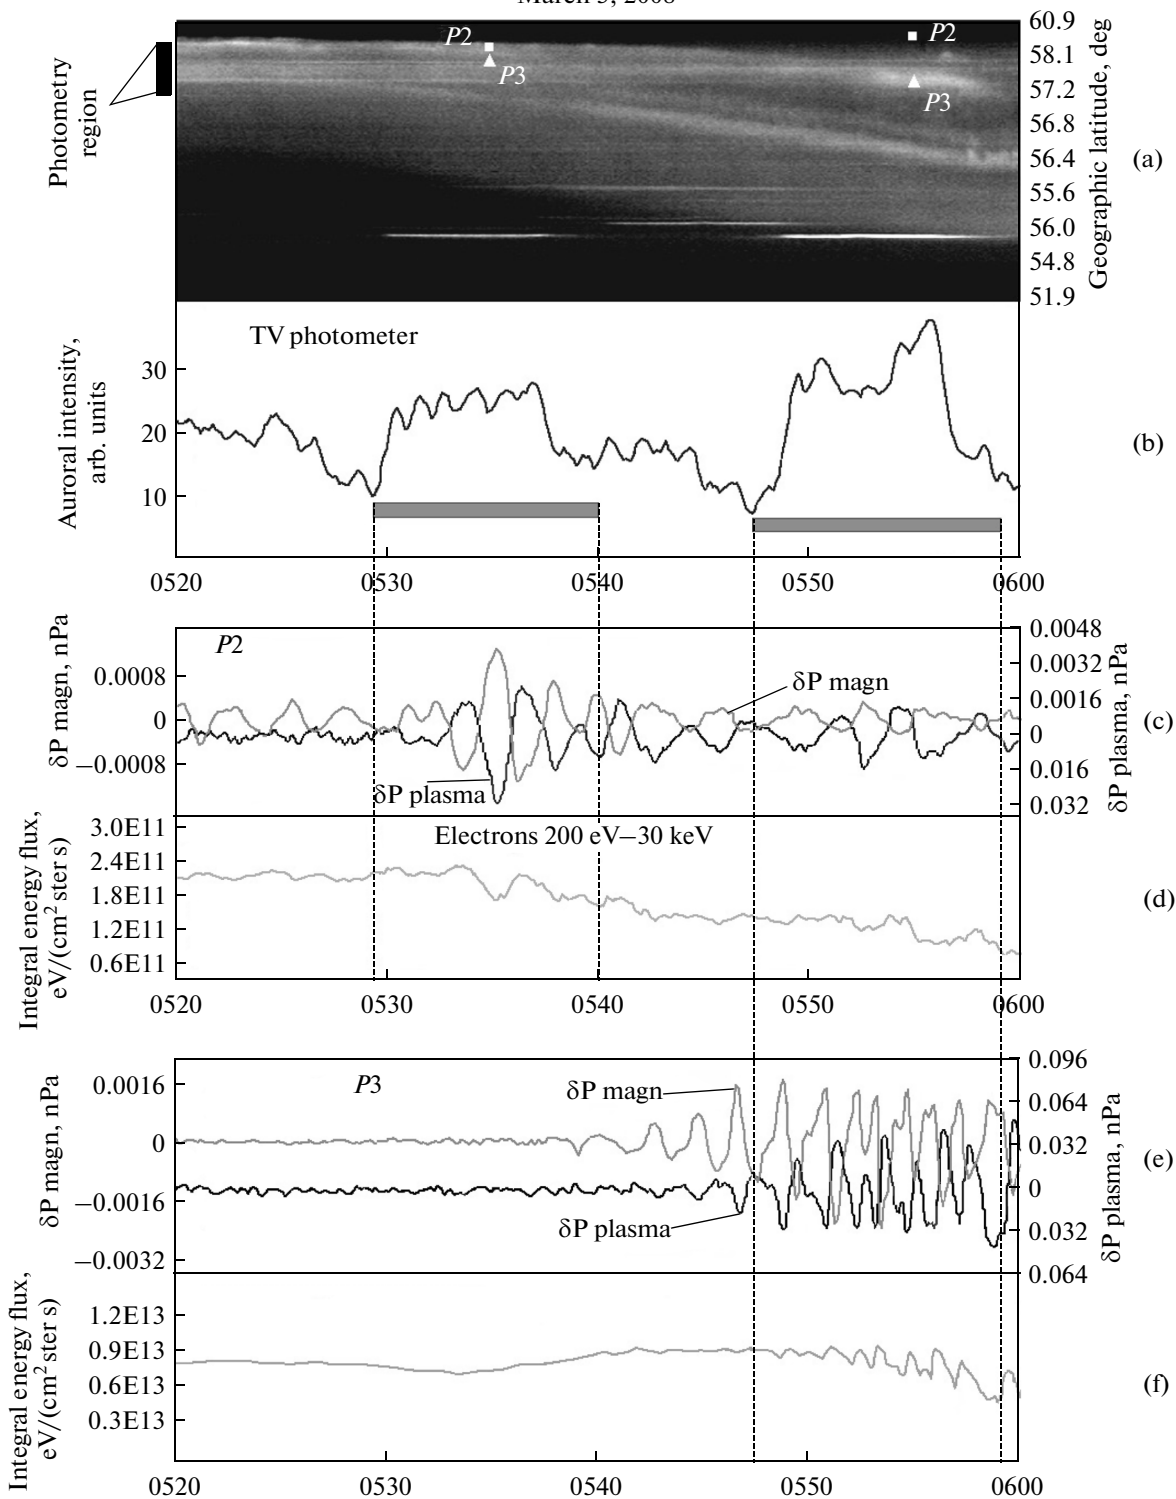 P2
P3
P2
P3
Photometry
region
60.9
58.1
57.2
56.8
56.4
55.6
56.0
54.8
51.9
Geographic latitude, deg
(a)
TV photometer
Auroral intensity,
arb. units
30
20
10
(b)
0520 0530 0540 0550 0600
P2
δP magn, nPa
0.0008
0
−0.0008
δP magn
δP plasma
0.0048
0.0032
0.0016
0
0.016
0.032
δP plasma, nPa
(c)
Electrons 200 eV–30 keV
Integral energy flux,
eV/(cm² ster s)
3.0E11
2.4E11
1.8E11
1.2E11
0.6E11
(d)
0520 0530 0540 0550 0600
P3
δP magn, nPa
0.0016
0
−0.0016
−0.0032
δP magn
δP plasma
0.096
0.064
0.032
0
0.032
0.064
δP plasma, nPa
(e)
Integral energy flux,
eV/(cm² ster s)
1.2E13
0.9E13
0.6E13
0.3E13
(f)
0520 0530 0540 0550 0600